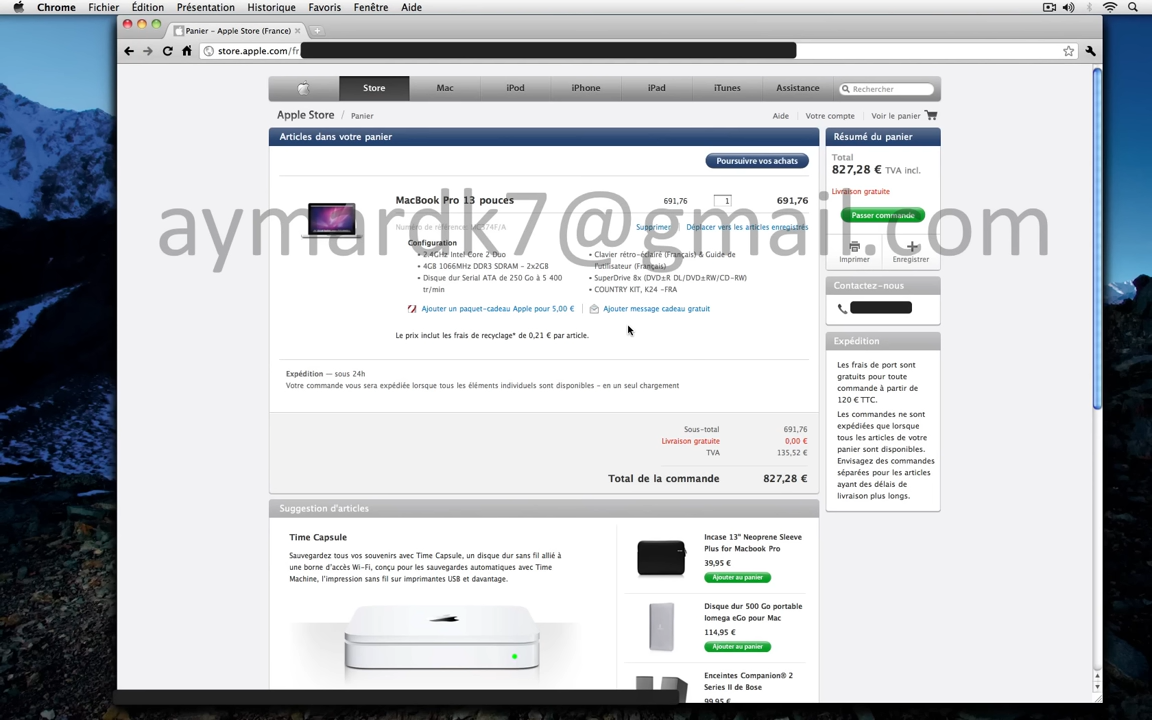 Chrome Fichier Édition Présentation Historique Favoris Fenêtre Aide
Panier – Apple Store (France)
store.apple.com/fr
Store Mac iPod iPhone iPad iTunes Assistance Rechercher
Apple Store / Panier Aide Votre compte Voir le panier
Articles dans votre panier
Poursuivre vos achats
MacBook Pro 13 pouces 691,76 1 691,76
aymardk7@gmail.com
Numéro de référence
Supprimer Déplacer vers les articles enregistrés
Configuration
• 2.4GHz Intel Core 2 Duo
• 4GB 1066MHz DDR3 SDRAM - 2x2GB
• Disque dur Serial ATA de 250 Go à 5 400
tr/min
• Clavier rétro-éclairé (Français) & Guide de
l'utilisateur (Français)
• SuperDrive 8x (DVD±R DL/DVD±RW/CD-RW)
• COUNTRY KIT, K24 -FRA
Ajouter un paquet-cadeau Apple pour 5,00 € Ajouter message cadeau gratuit
Le prix inclut les frais de recyclage* de 0,21 € par article.
Expédition — sous 24h
Votre commande vous sera expédiée lorsque tous les éléments individuels sont disponibles – en un seul chargement
Sous-total 691,76
Livraison gratuite 0,00 €
TVA 135,52 €
Total de la commande 827,28 €
Résumé du panier
Total
827,28 € TVA incl.
Livraison gratuite
Passer commande
Imprimer Enregistrer
Contactez-nous
Expédition
Les frais de port sont
gratuits pour toute
commande à partir de
120 € TTC.
Les commandes ne sont
expédiées que lorsque
tous les articles de votre
panier sont disponibles.
Envisagez des commandes
séparées pour les articles
ayant des délais de
livraison plus longs.
Suggestion d'articles
Time Capsule
Sauvegardez tous vos souvenirs avec Time Capsule, un disque dur sans fil allié à
une borne d'accès Wi-Fi, conçu pour les sauvegardes automatiques avec Time
Machine, l'impression sans fil sur imprimantes USB et davantage.
Incase 13" Neoprene Sleeve
Plus for Macbook Pro
39,95 €
Ajouter au panier
Disque dur 500 Go portable
Iomega eGo pour Mac
114,95 €
Ajouter au panier
Enceintes Companion® 2
Series II de Bose
99,95 €